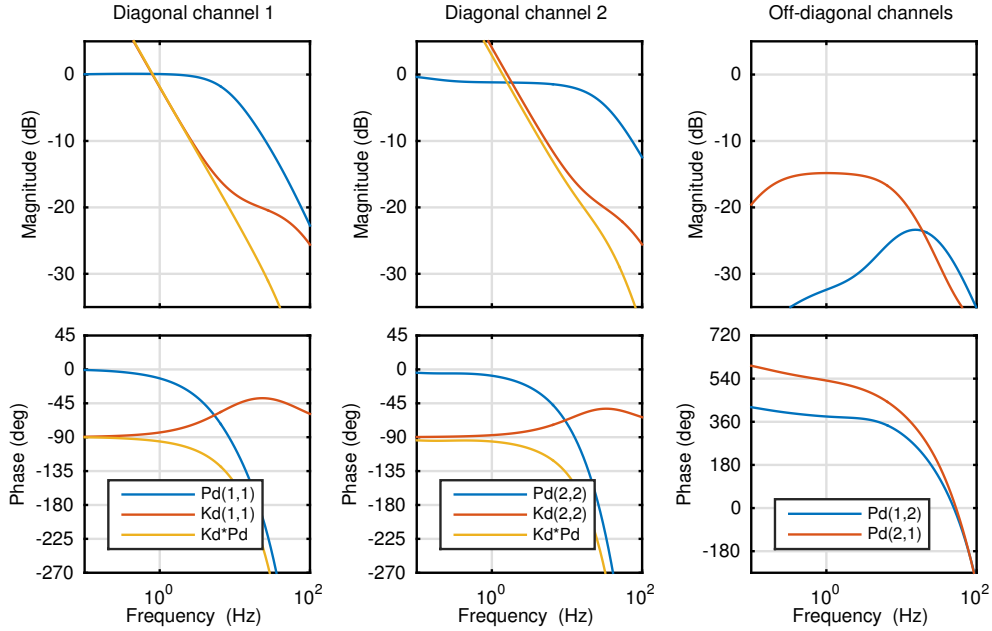 Diagonal channel 1
Diagonal channel 2
Off-diagonal channels
Magnitude (dB)
0
-10
-20
-30
Magnitude (dB)
0
-10
-20
-30
Magnitude (dB)
0
-10
-20
-30
Phase (deg)
45
0
-45
-90
-135
-180
-225
-270
Pd(1,1)
Kd(1,1)
Kd*Pd
10^0
10^2
Frequency (Hz)
Phase (deg)
45
0
-45
-90
-135
-180
-225
-270
Pd(2,2)
Kd(2,2)
Kd*Pd
10^0
10^2
Frequency (Hz)
Phase (deg)
720
540
360
180
0
-180
Pd(1,2)
Pd(2,1)
10^0
10^2
Frequency (Hz)